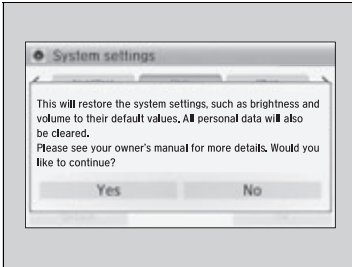 System settings
This will restore the system settings, such as brightness and
volume to their default values. All personal data will also
be cleared.
Please see your owner's manual for more details. Would you
like to continue?
Yes
No